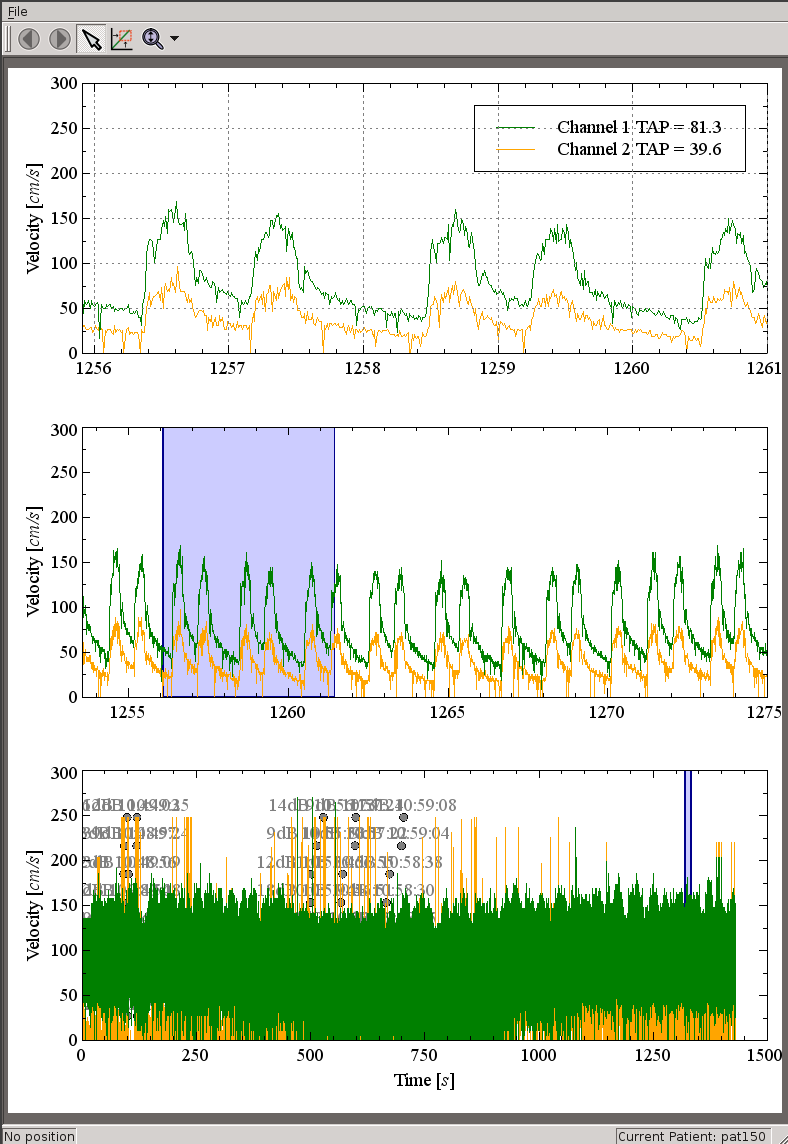 File
300
250
200
150
100
50
0
Velocity [cm/s]
Channel 1 TAP = 81.3
Channel 2 TAP = 39.6
1256 1257 1258 1259 1260 1261
300
250
200
150
100
50
0
Velocity [cm/s]
1255 1260 1265 1270 1275
300
250
200
150
100
50
0
Velocity [cm/s]
14dB 10:59:08
9dB 10:59:04
12dB 10:58:38
10:58:30
0 250 500 750 1000 1250 1500
Time [s]
No position
Current Patient: pat150